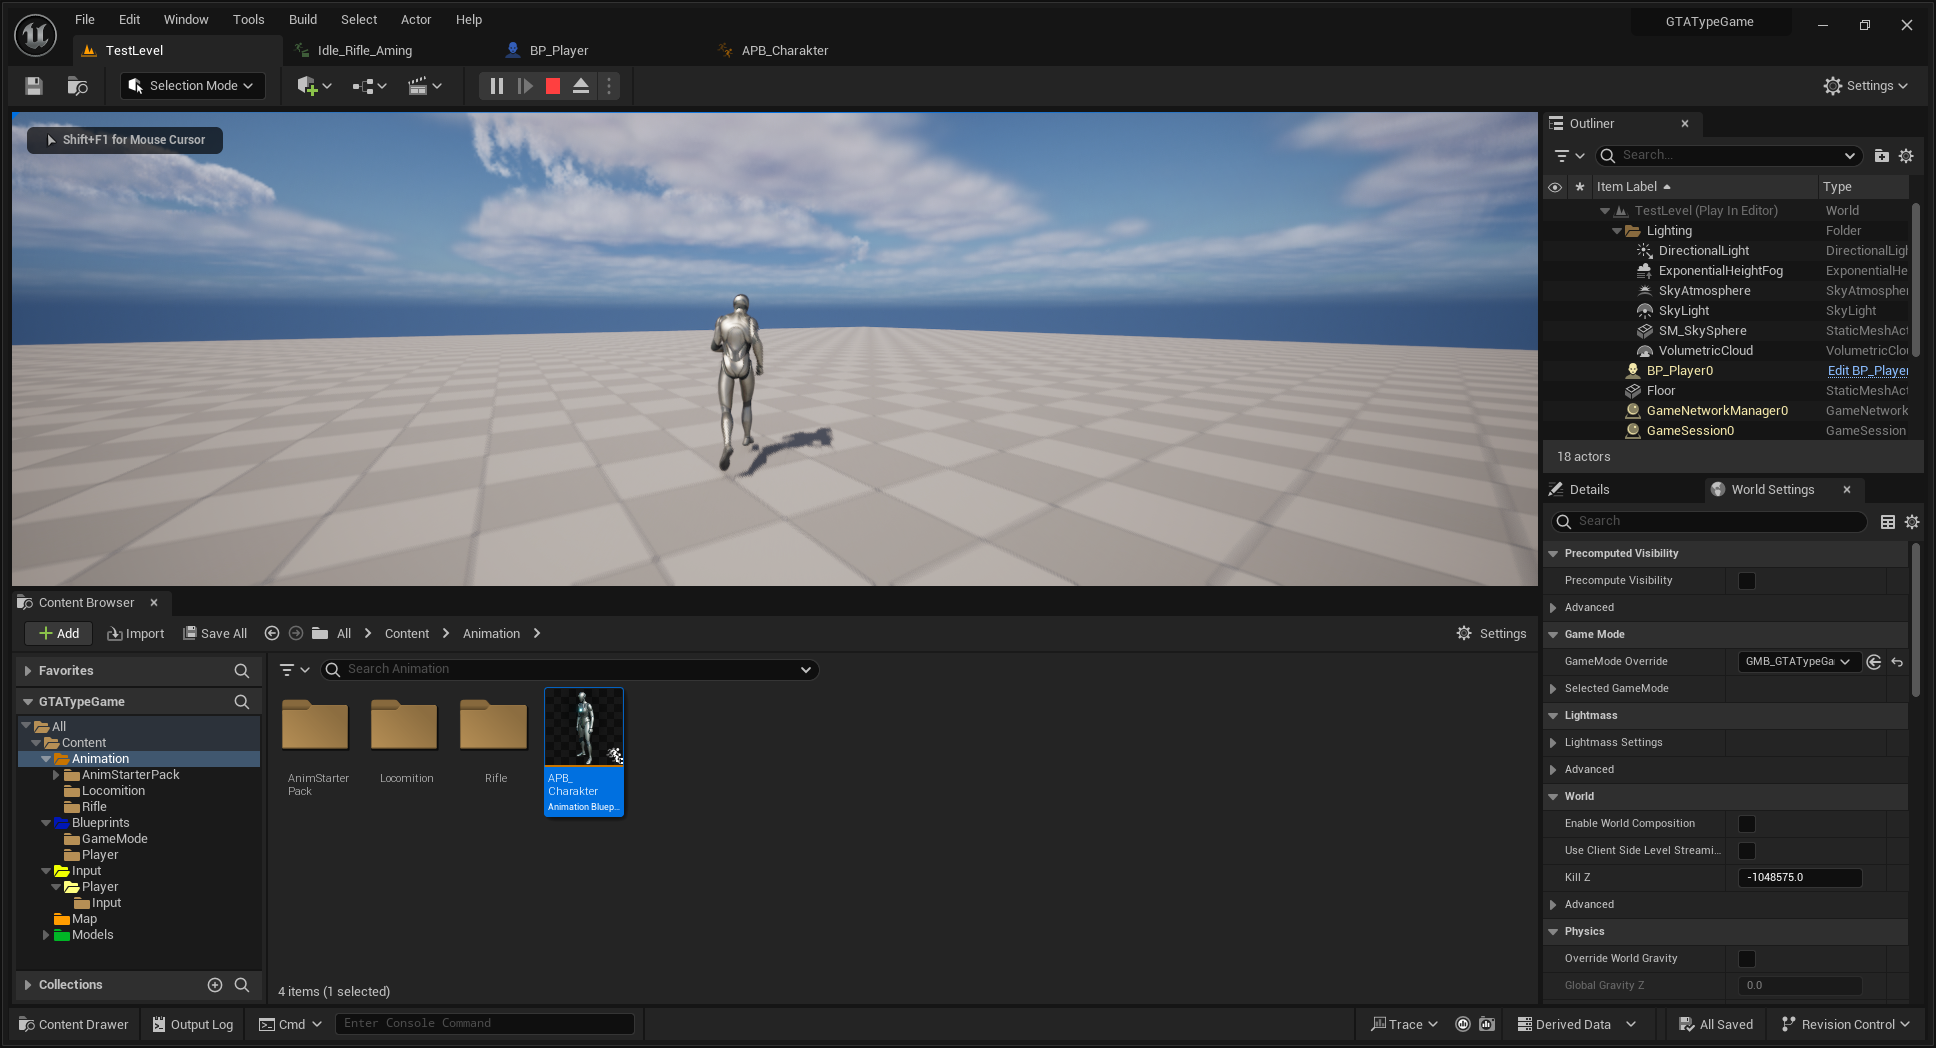 File Edit Window Tools Build Select Actor Help
GTATypeGame
TestLevel
Idle_Rifle_Aming
BP_Player
APB_Charakter
Selection Mode
Settings
Shift+F1 for Mouse Cursor
Outliner
Search...
Item Label
Type
TestLevel (Play In Editor) World
Lighting Folder
DirectionalLight DirectionalLigh
ExponentialHeightFog ExponentialHe
SkyAtmosphere SkyAtmospher
SkyLight SkyLight
SM_SkySphere StaticMeshAct
VolumetricCloud VolumetricClou
BP_Player0 Edit BP_Player
Floor StaticMeshAct
GameNetworkManager0 GameNetwork
GameSession0 GameSession
18 actors
Details
World Settings
Search
Precomputed Visibility
Precompute Visibility
Advanced
Game Mode
GameMode Override GMB_GTATypeGa
Selected GameMode
Lightmass
Lightmass Settings
Advanced
World
Enable World Composition
Use Client Side Level Streami...
Kill Z -1048575.0
Advanced
Physics
Override World Gravity
Global Gravity Z 0.0
Content Browser
Add Import Save All All Content Animation
Settings
Favorites
GTATypeGame
All
Content
Animation
AnimStarterPack
Locomition
Rifle
Blueprints
GameMode
Player
Input
Player
Input
Map
Models
Collections
Search Animation
AnimStarter
Pack
Locomition
Rifle
APB_
Charakter
Animation Bluep...
4 items (1 selected)
Content Drawer Output Log Cmd Enter Console Command
Trace Derived Data All Saved Revision Control